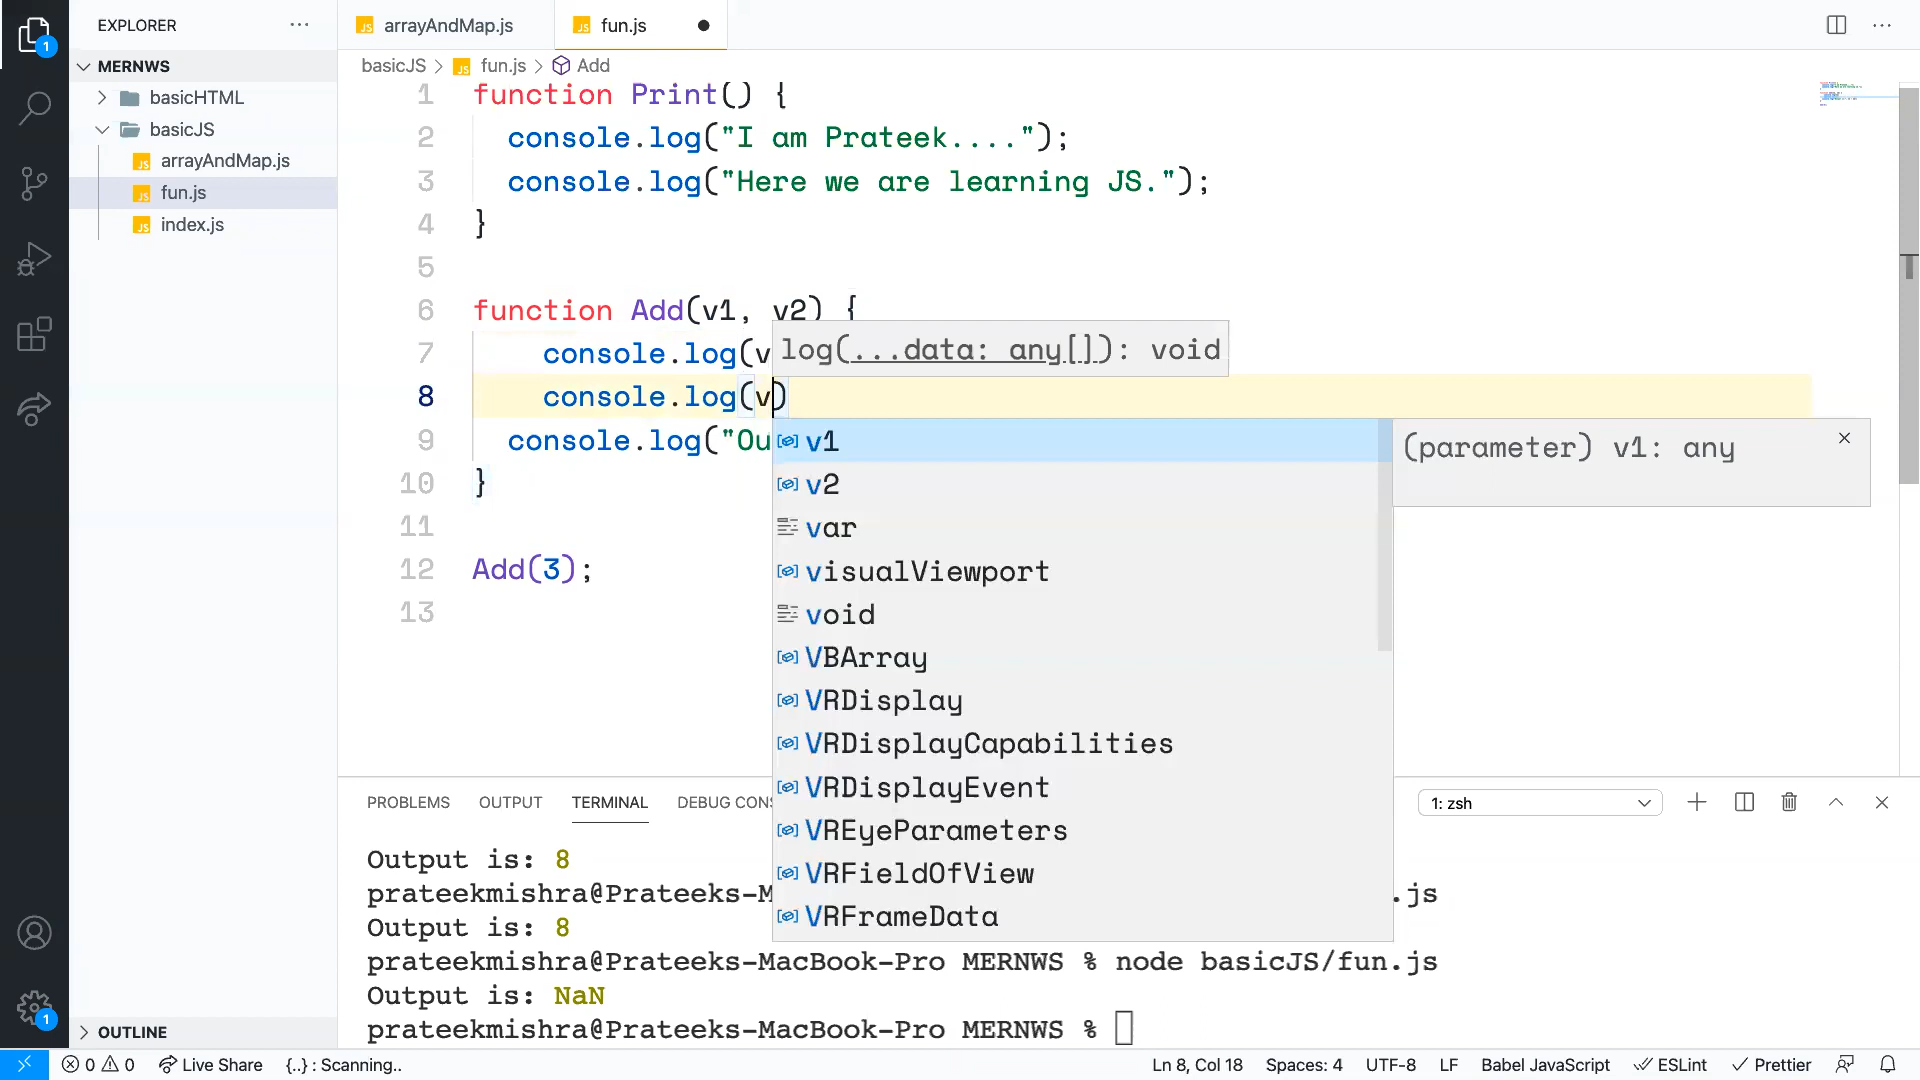 EXPLORER
arrayAndMap.js
fun.js
MERNWS
basicHTML
basicJS
arrayAndMap.js
fun.js
index.js
OUTLINE
basicJS > fun.js > Add
1 function Print() {
2 console.log("I am Prateek....");
3 console.log("Here we are learning JS.");
4 }
5
6 function Add(v1, v2) {
7 console.log(v
log(...data: any[]): void
8 console.log(v)
9 console.log("Ou
10 }
11
12 Add(3);
13
v1
(parameter) v1: any
v2
var
visualViewport
void
VBArray
VRDisplay
VRDisplayCapabilities
VRDisplayEvent
VREyeParameters
VRFieldOfView
VRFrameData
PROBLEMS OUTPUT TERMINAL DEBUG CONS
1: zsh
Output is: 8
prateekmishra@Prateeks-M .js
Output is: 8
prateekmishra@Prateeks-MacBook-Pro MERNWS % node basicJS/fun.js
Output is: NaN
prateekmishra@Prateeks-MacBook-Pro MERNWS %
1
1
0 0 Live Share {..} : Scanning.. Ln 8, Col 18 Spaces: 4 UTF-8 LF Babel JavaScript ESLint Prettier